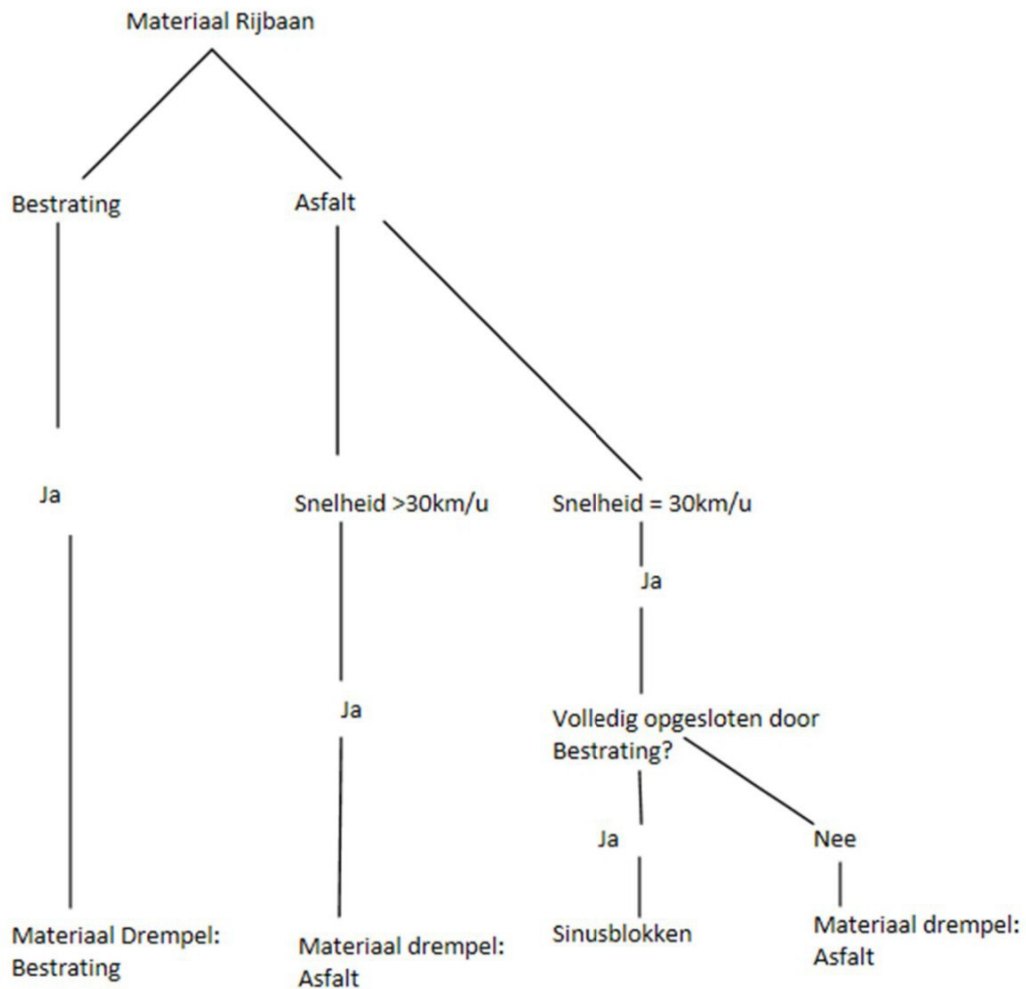 Materiaal Rijbaan
Bestrating
Asfalt
Ja
Snelheid >30km/u
Snelheid = 30km/u
Ja
Ja
Volledig opgesloten door
Bestrating?
Ja
Nee
Materiaal Drempel:
Bestrating
Materiaal drempel:
Asfalt
Sinusblokken
Materiaal drempel:
Asfalt